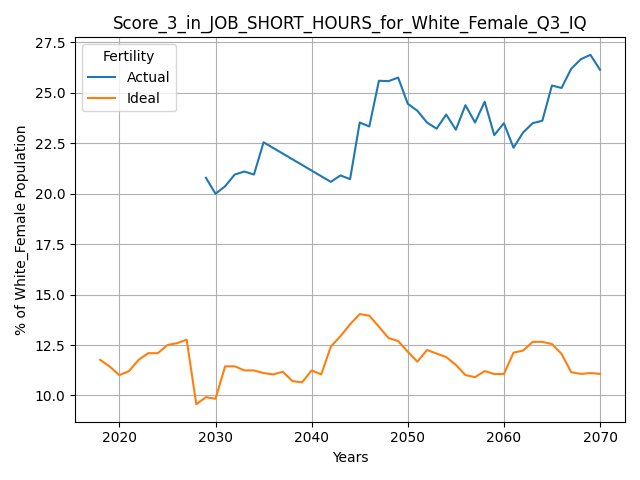 Score_3_in_JOB_SHORT_HOURS_for_White_Female_Q3_IQ
Fertility
Actual
Ideal
% of White_Female Population
27.5
25.0
22.5
20.0
17.5
15.0
12.5
10.0
2020 2030 2040 2050 2060 2070
Years